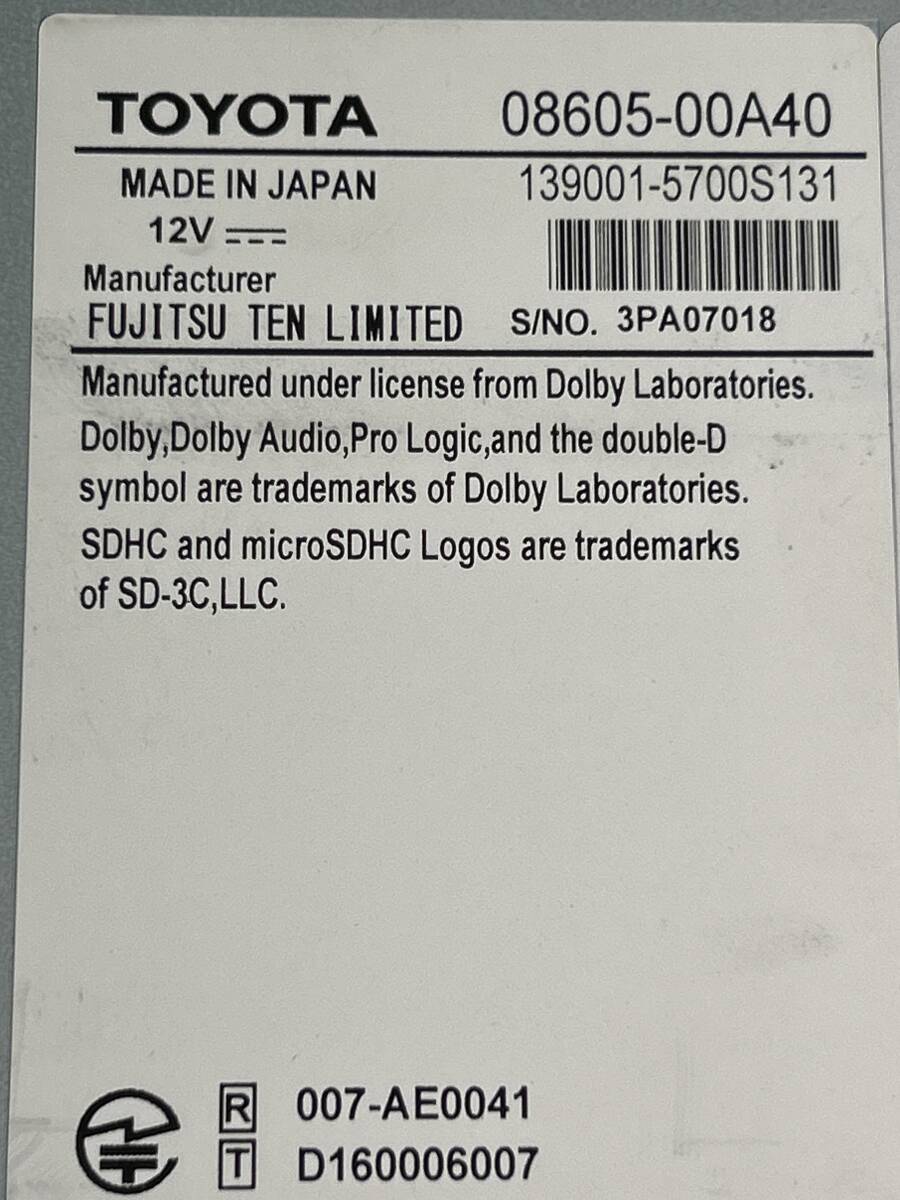 TOYOTA 08605-00A40
MADE IN JAPAN 139001-5700S131
12V
Manufacturer
FUJITSU TEN LIMITED S/NO. 3PA07018
Manufactured under license from Dolby Laboratories.
Dolby,Dolby Audio,Pro Logic,and the double-D
symbol are trademarks of Dolby Laboratories.
SDHC and microSDHC Logos are trademarks
of SD-3C,LLC.
R 007-AE0041
T D160006007